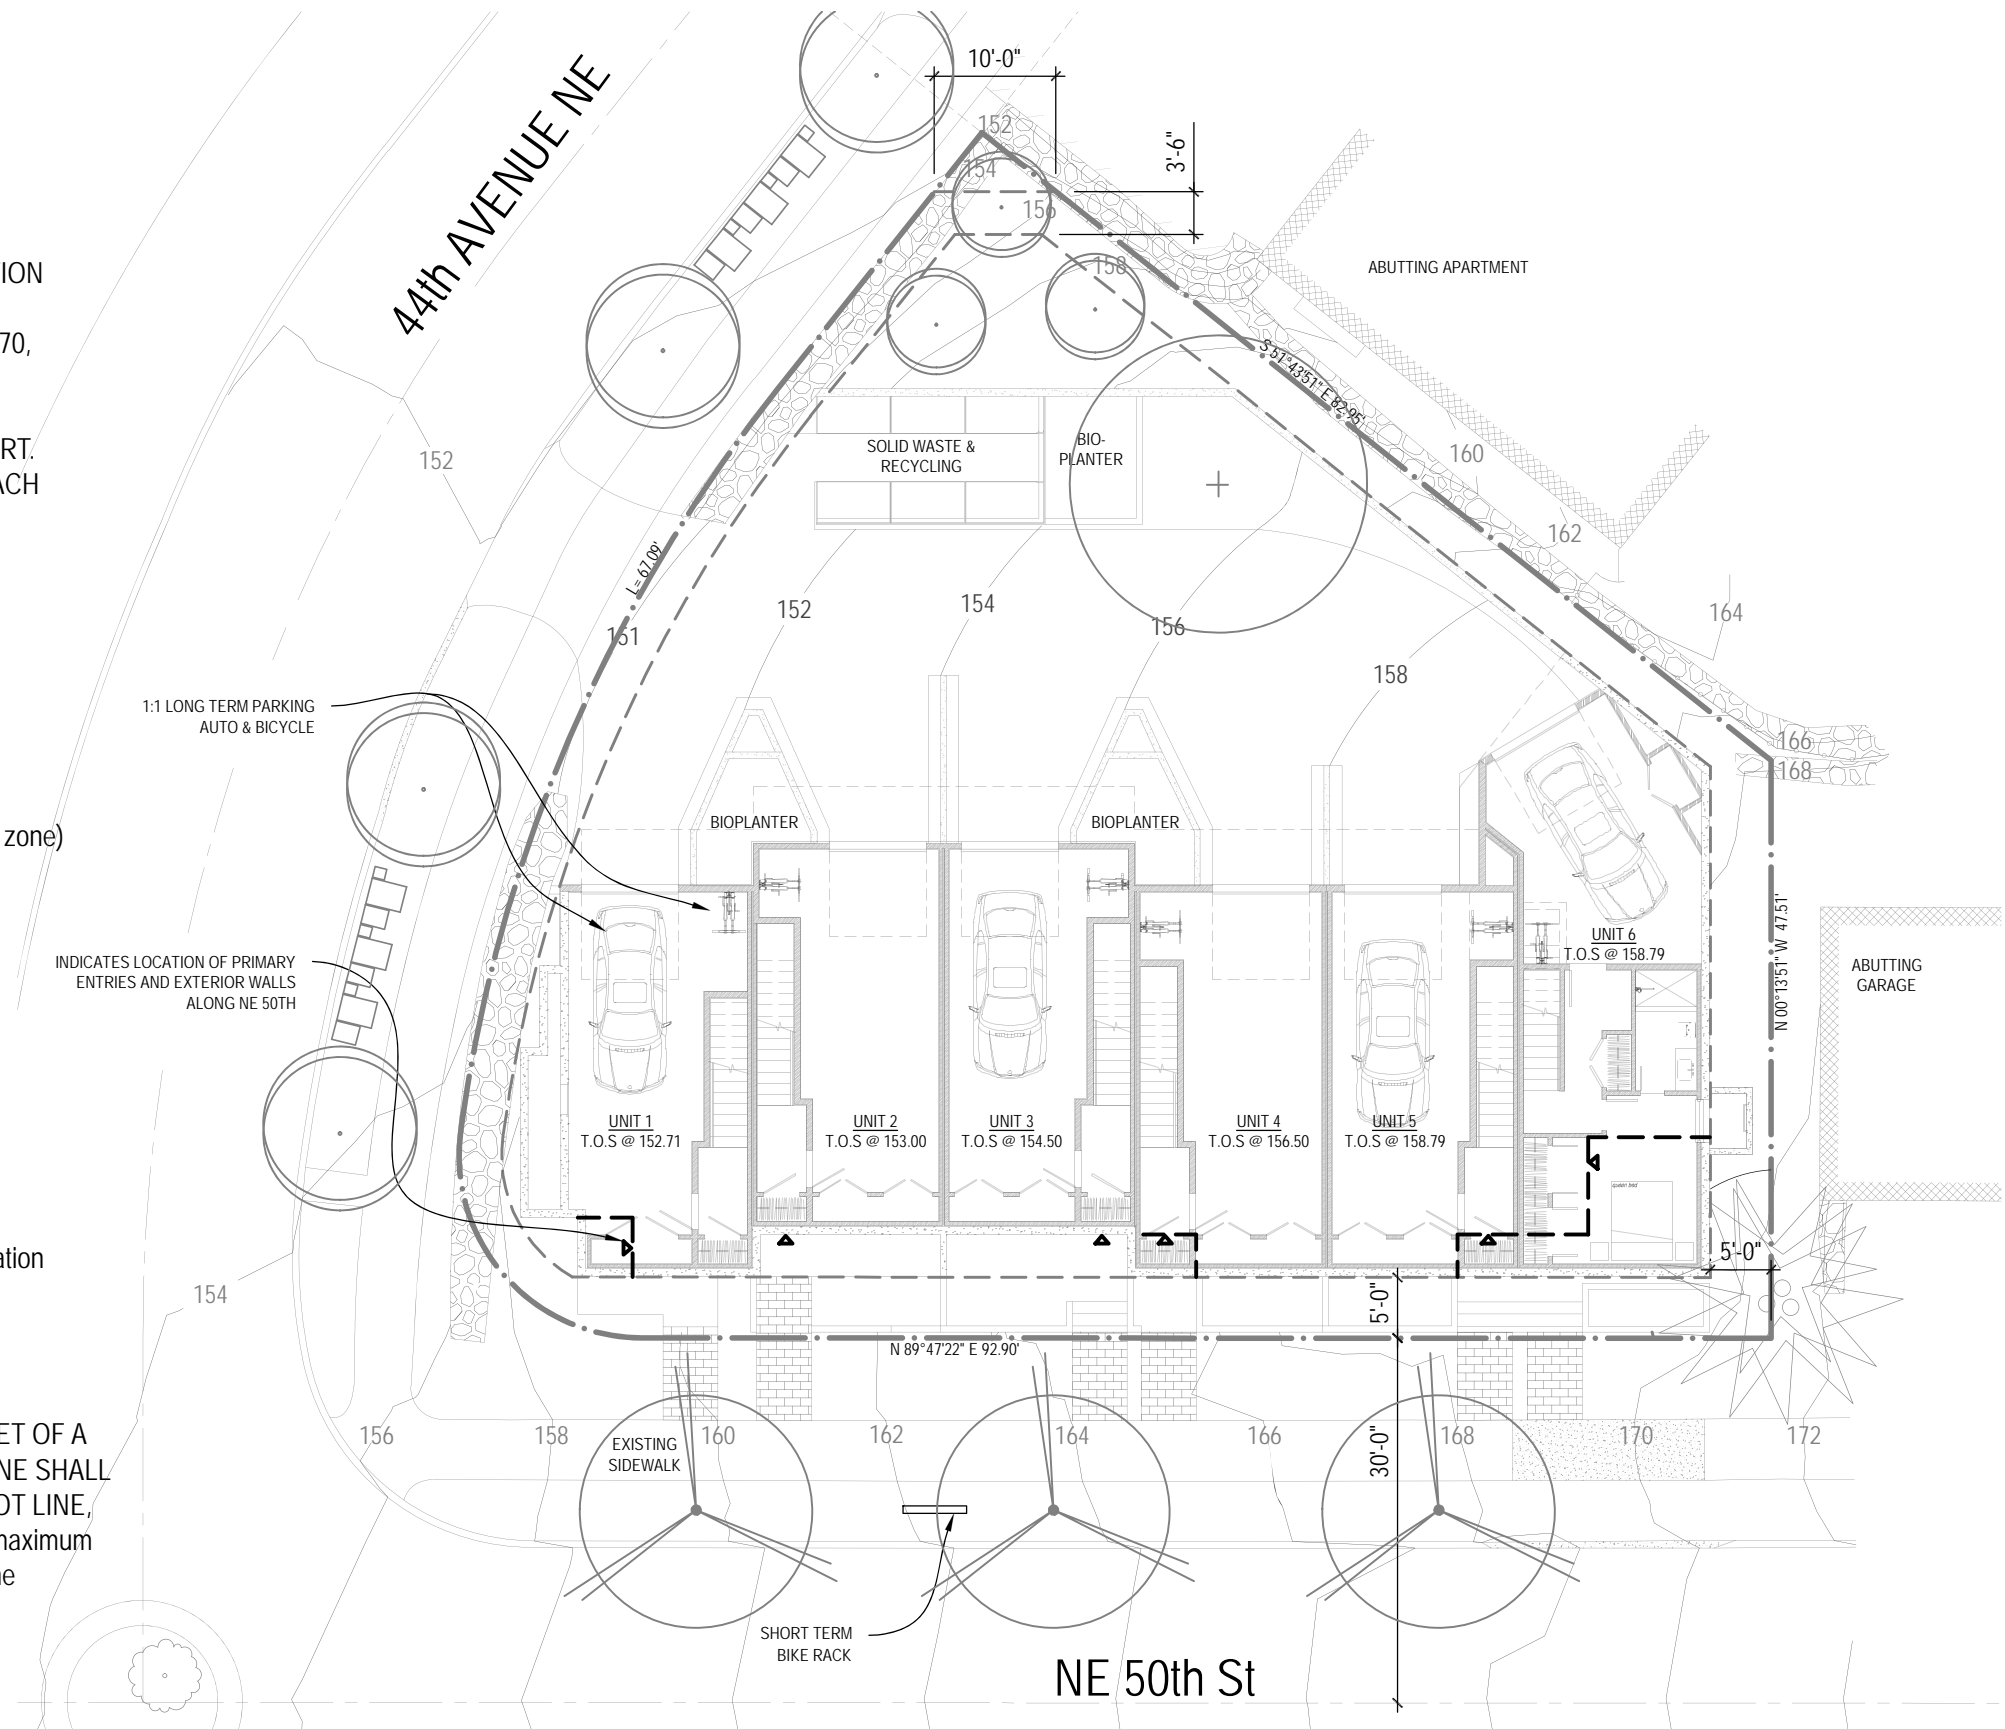 10'-0"
44th AVENUE NE
152
3'-6"
154
156
TION
158
ABUTTING APARTMENT
70,
S 51°43'51" E 82.95'
RT.
152
SOLID WASTE &
RECYCLING
BIO-
PLANTER
160
ACH
162
L= 67.09'
152
154
156
164
161
158
1:1 LONG TERM PARKING
AUTO & BICYCLE
166
168
zone)
BIOPLANTER
BIOPLANTER
INDICATES LOCATION OF PRIMARY
ENTRIES AND EXTERIOR WALLS
ALONG NE 50TH
UNIT 6
T.O.S @ 158.79
N 00°13'51" W 47.51'
ABUTTING
GARAGE
UNIT 1
T.O.S @ 152.71
UNIT 2
T.O.S @ 153.00
UNIT 3
T.O.S @ 154.50
UNIT 4
T.O.S @ 156.50
UNIT 5
T.O.S @ 158.79
queen bed
ation
5'-0"
154
5'-0"
N 89°47'22" E 92.90'
ET OF A
NE SHALL
OT LINE,
maximum
ne
156
158
160
162
164
166
168
170
172
EXISTING
SIDEWALK
30'-0"
SHORT TERM
BIKE RACK
NE 50th St